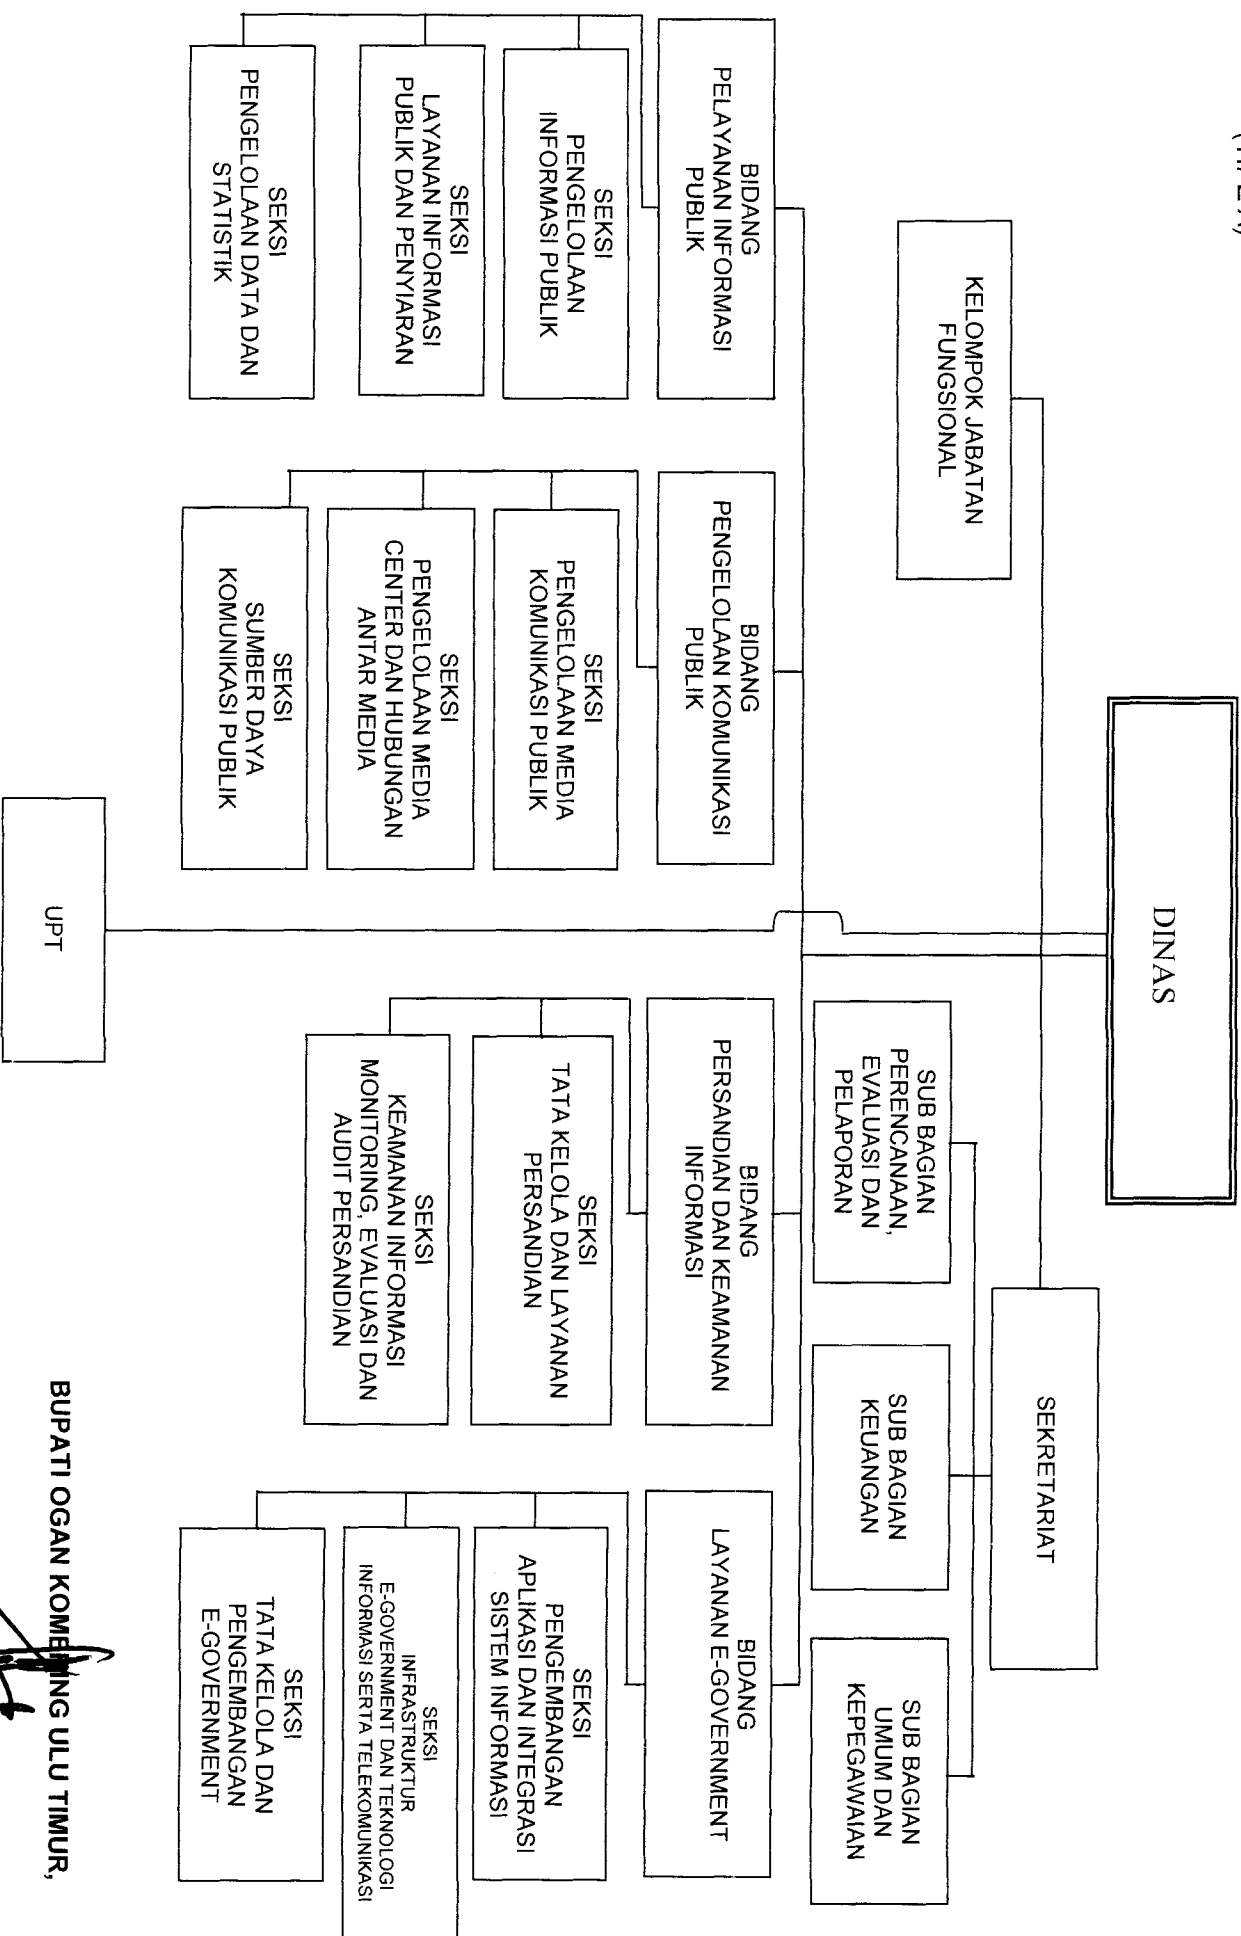 DINAS
KELOMPOK JABATAN
FUNGSIONAL
SEKRETARIAT
SUB BAGIAN
PERENCANAAN,
EVALUASI DAN
PELAPORAN
SUB BAGIAN
KEUANGAN
SUB BAGIAN
UMUM DAN
KEPEGAWAIAN
BIDANG
PELAYANAN INFORMASI
PUBLIK
SEKSI
PENGELOLAAN
INFORMASI PUBLIK
SEKSI
LAYANAN INFORMASI
PUBLIK DAN PENYIARAN
SEKSI
PENGELOLAAN DATA DAN
STATISTIK
BIDANG
PENGELOLAAN KOMUNIKASI
PUBLIK
SEKSI
PENGELOLAAN MEDIA
KOMUNIKASI PUBLIK
SEKSI
PENGELOLAAN MEDIA
CENTER DAN HUBUNGAN
ANTAR MEDIA
SEKSI
SUMBER DAYA
KOMUNIKASI PUBLIK
BIDANG
PERSANDIAN DAN KEAMANAN
INFORMASI
SEKSI
TATA KELOLA DAN LAYANAN
PERSANDIAN
SEKSI
KEAMANAN INFORMASI
MONITORING, EVALUASI DAN
AUDIT PERSANDIAN
BIDANG
LAYANAN E-GOVERNMENT
SEKSI
PENGEMBANGAN
APLIKASI DAN INTEGRASI
SISTEM INFORMASI
SEKSI
INFRASTRUKTUR
E-GOVERNMENT DAN TEKNOLOGI
INFORMASI SERTA TELEKOMUNIKASI
SEKSI
TATA KELOLA DAN
PENGEMBANGAN
E-GOVERNMENT
UPT
BUPATI OGAN KOMERING ULU TIMUR,